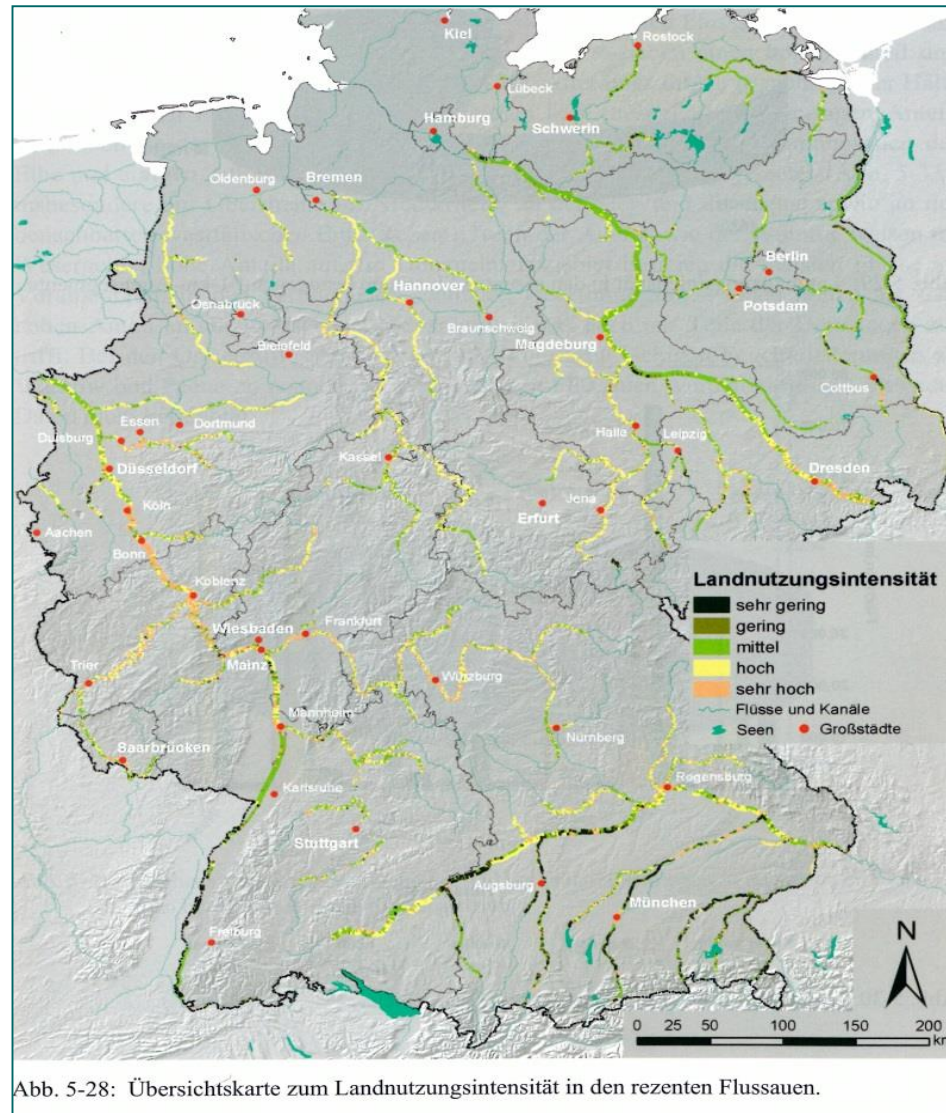 Kiel
Rostock
Lübeck
Hamburg
Schwerin
Bremen
Oldenburg
Berlin
Hannover
Potsdam
Osnabrück
Braunschweig
Magdeburg
Bielefeld
Cottbus
Essen
Dortmund
Duisburg
Halle
Leipzig
Kassel
Düsseldorf
Dresden
Köln
Jena
Erfurt
Aachen
Bonn
Koblenz
Landnutzungsintensität
sehr gering
gering
mittel
hoch
sehr hoch
Flüsse und Kanäle
Seen
Großstädte
Wiesbaden
Frankfurt
Mainz
Trier
Würzburg
Mannheim
Nürnberg
Saarbrücken
Regensburg
Karlsruhe
Stuttgart
Augsburg
München
Freiburg
N
0 25 50 100 150 200
km
Abb. 5-28: Übersichtskarte zum Landnutzungsintensität in den rezenten Flussauen.